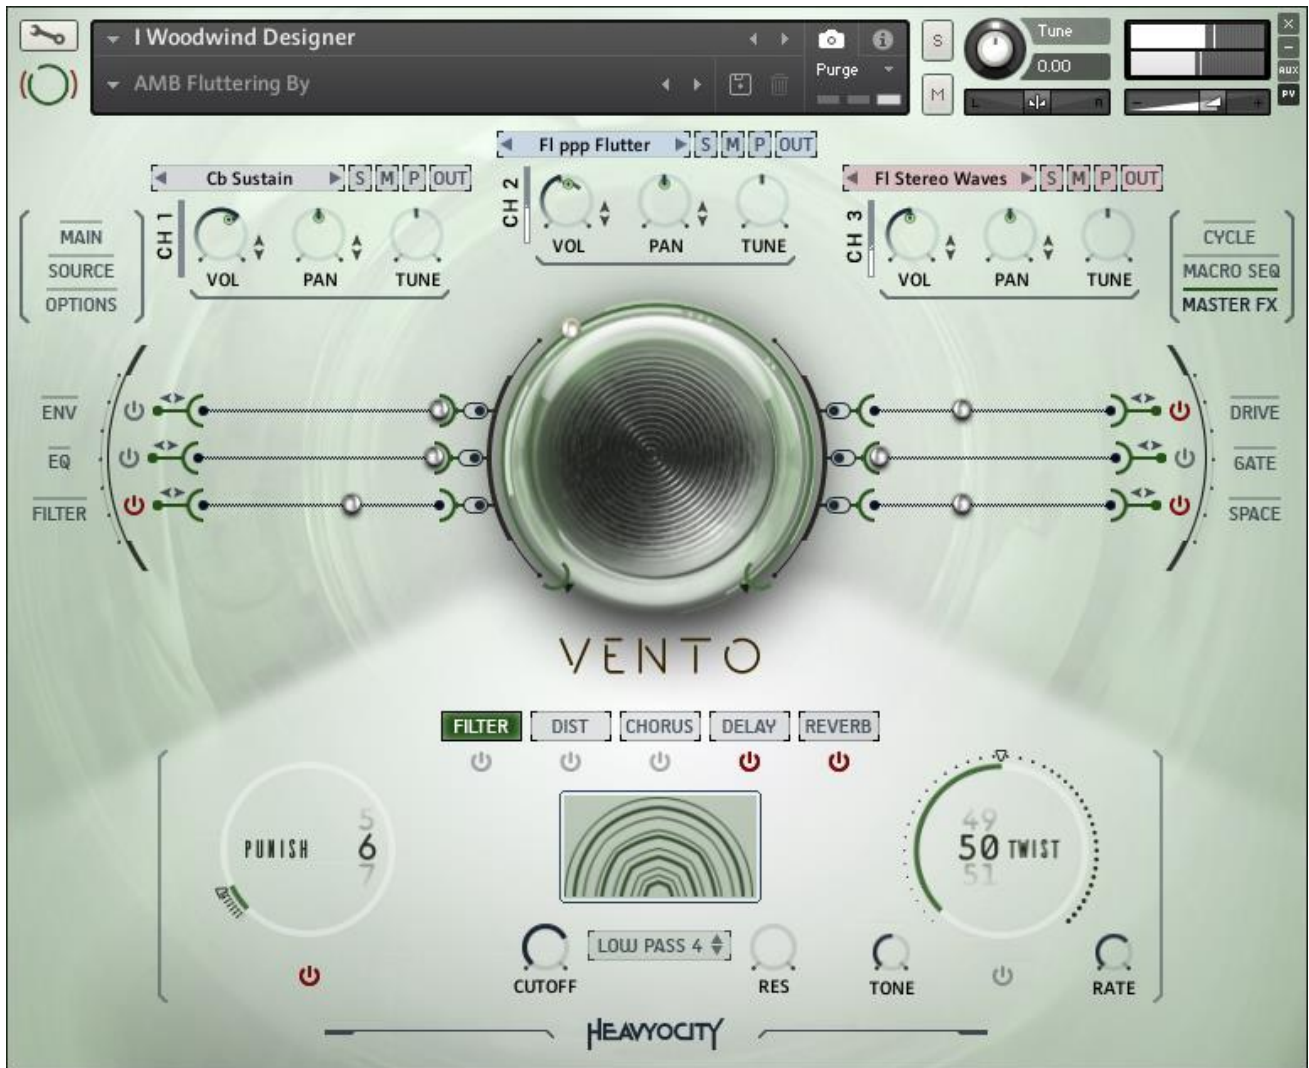 I Woodwind Designer
AMB Fluttering By
Purge
S
M
Tune
0.00
L R
- +
X
-
AUX
PV
Fl ppp Flutter S M P OUT
CH 2
VOL PAN TUNE
Cb Sustain S M P OUT
CH 1
VOL PAN TUNE
Fl Stereo Waves S M P OUT
CH 3
VOL PAN TUNE
MAIN
SOURCE
OPTIONS
CYCLE
MACRO SEQ
MASTER FX
ENV
EQ
FILTER
DRIVE
GATE
SPACE
VENTO
FILTER DIST CHORUS DELAY REVERB
5
PUNISH 6
7
49
50 TWIST
51
LOW PASS 4
CUTOFF RES TONE RATE
HEAVYOCITY